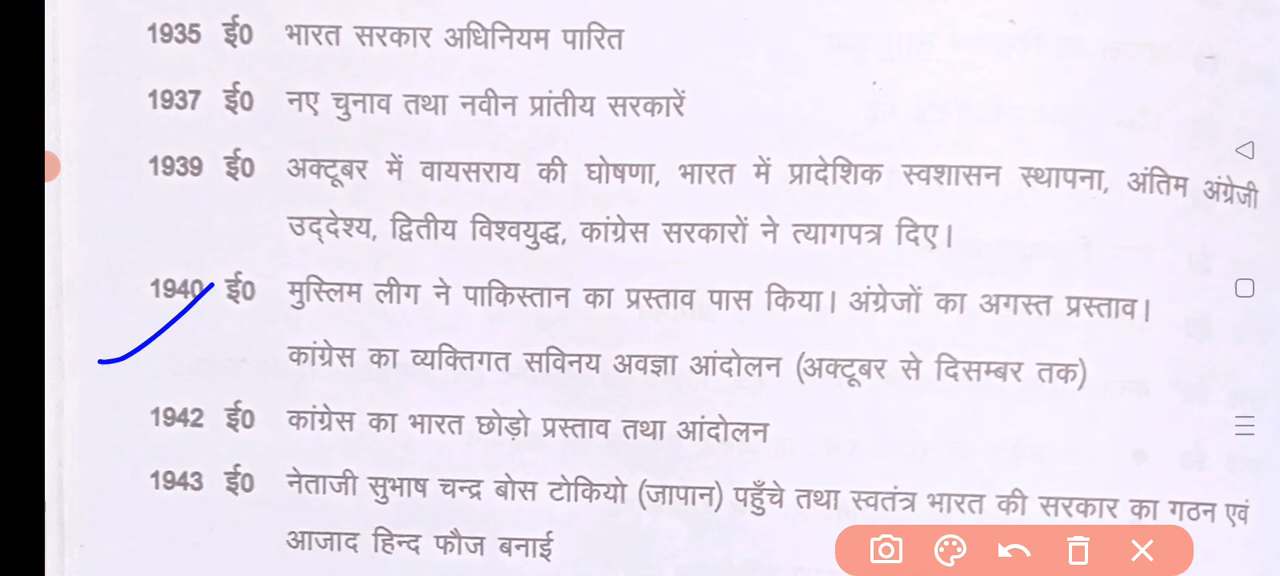 1935 ई0 भारत सरकार अधिनियम पारित
1937 ई0 नए चुनाव तथा नवीन प्रांतीय सरकारें
1939 ई0 अक्टूबर में वायसराय की घोषणा, भारत में प्रादेशिक स्वशासन स्थापना, अंतिम अंग्रेजी
उद्देश्य, द्वितीय विश्वयुद्ध, कांग्रेस सरकारों ने त्यागपत्र दिए।
1940 ई0 मुस्लिम लीग ने पाकिस्तान का प्रस्ताव पास किया। अंग्रेजों का अगस्त प्रस्ताव।
कांग्रेस का व्यक्तिगत सविनय अवज्ञा आंदोलन (अक्टूबर से दिसम्बर तक)
1942 ई0 कांग्रेस का भारत छोड़ो प्रस्ताव तथा आंदोलन
1943 ई0 नेताजी सुभाष चन्द्र बोस टोकियो (जापान) पहुँचे तथा स्वतंत्र भारत की सरकार का गठन एवं
आजाद हिन्द फौज बनाई